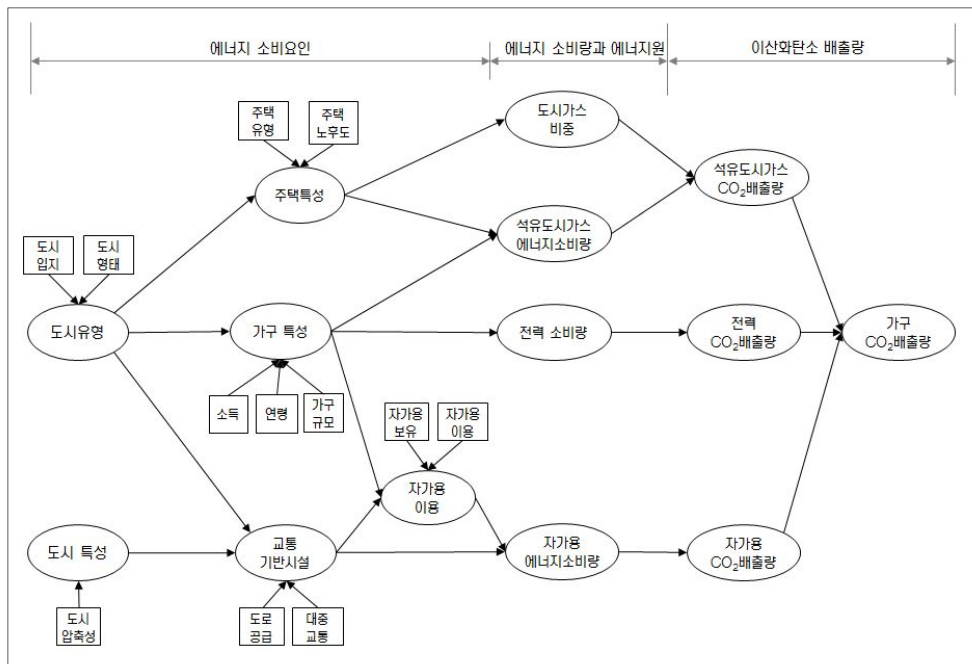 에너지 소비요인
에너지 소비량과 에너지원
이산화탄소 배출량
주택
유형
주택
노후도
도시가스
비중
주택특성
석유도시가스
CO₂배출량
석유도시가스
에너지소비량
도시
입지
도시
형태
도시유형
가구 특성
전력 소비량
전력
CO₂배출량
가구
CO₂배출량
소득
연령
가구
규모
자가용
보유
자가용
이용
자가용
이용
도시 특성
교통
기반시설
자가용
에너지소비량
자가용
CO₂배출량
도시
압축성
도로
공급
대중
교통